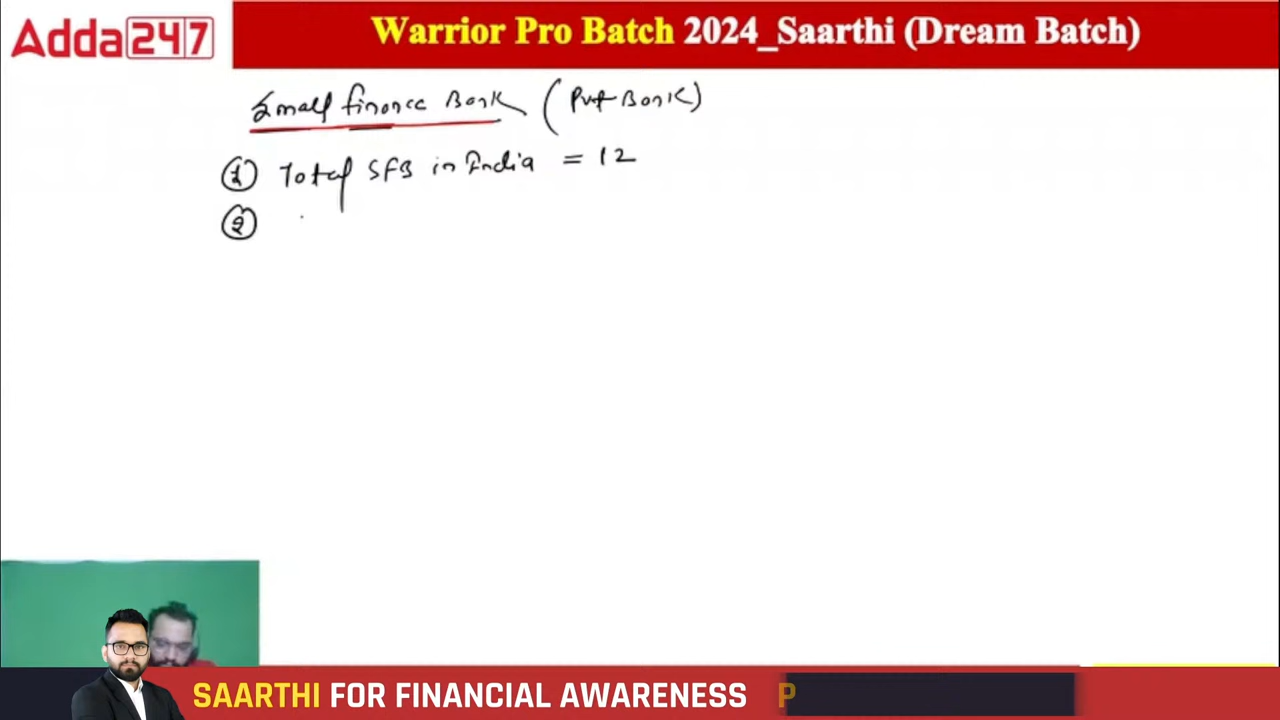 Adda247
Warrior Pro Batch 2024_Saarthi (Dream Batch)
Small finance Bank (Pvt Bank)
① Total SFB in India = 12
②
SAARTHI FOR FINANCIAL AWARENESS P